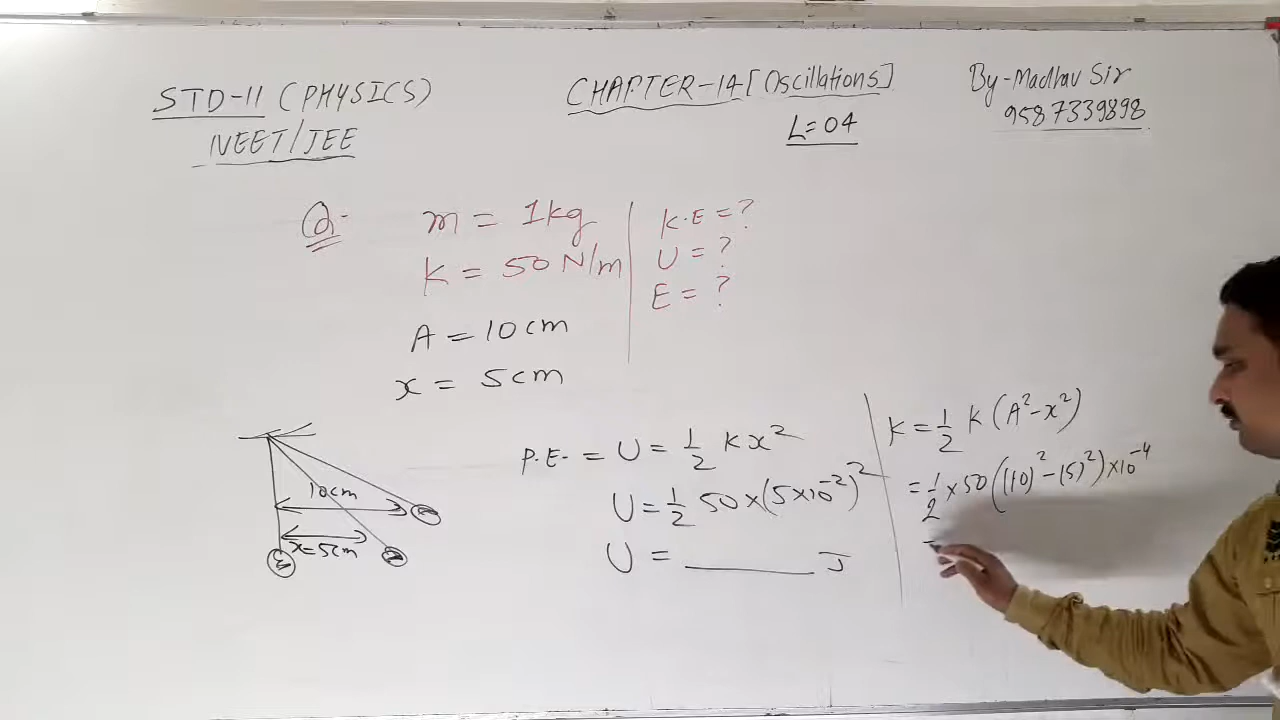 STD-11 (PHYSICS)
NEET/JEE
CHAPTER-14 [Oscillations]
L=04
By-Madhav Sir
9587339898
Q.
m = 1kg
K = 50 N/m
A = 10cm
x = 5cm
K.E = ?
U = ?
E = ?
10cm
x=5cm
P.E. = U = 1/2 Kx²
U = 1/2 50×(5×10⁻²)²
U = ______ J
K = 1/2 K (A²-x²)
= 1/2 ×50 ((10)²-(5)²)×10⁻⁴